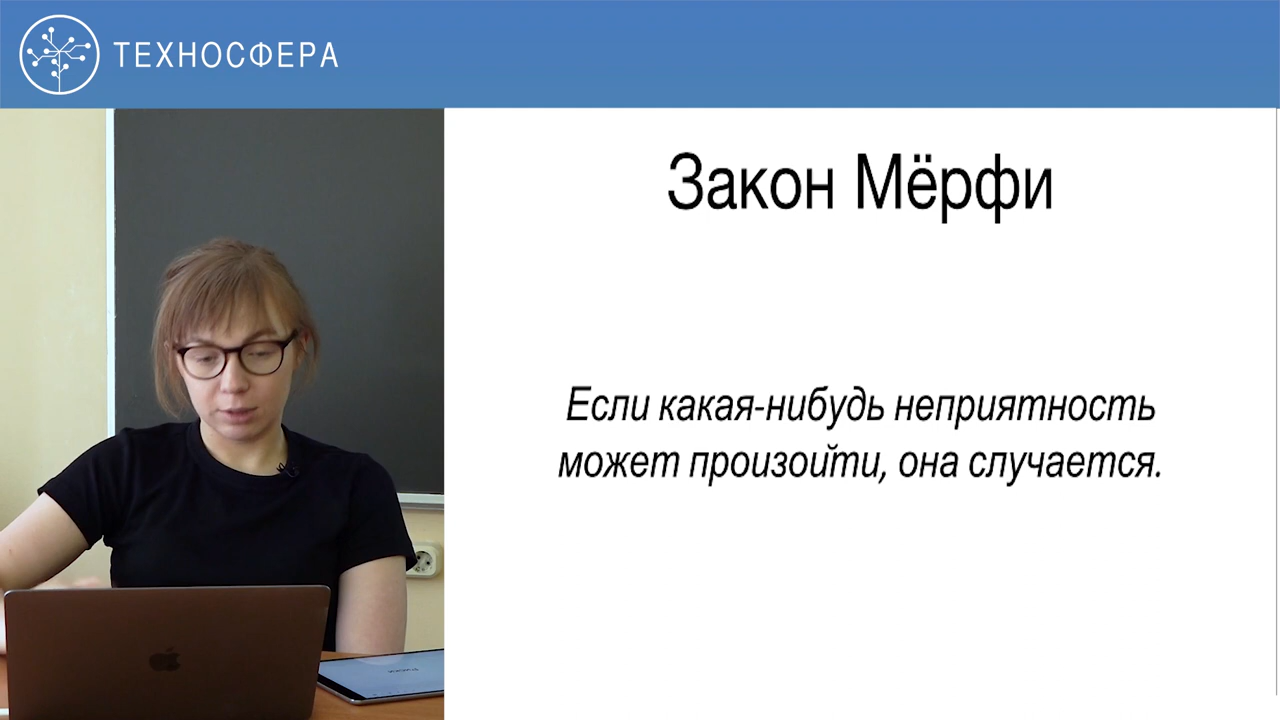 ТЕХНОСФЕРА
Закон Мёрфи
Если какая-нибудь неприятность
может произойти, она случается.